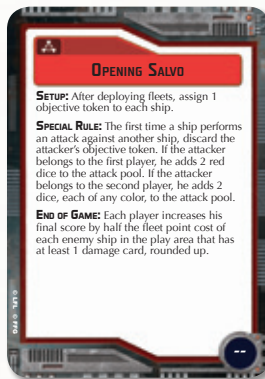 OPENING SALVO
SETUP: After deploying fleets, assign 1
objective token to each ship.
SPECIAL RULE: The first time a ship performs
an attack against another ship, discard the
attacker's objective token. If the attacker
belongs to the first player, he adds 2 red
dice to the attack pool. If the attacker
belongs to the second player, he adds 2
dice, each of any color, to the attack pool.
END OF GAME: Each player increases his
final score by half the fleet point cost of
each enemy ship in the play area that has
at least 1 damage card, rounded up.
© LFL © FFG
--